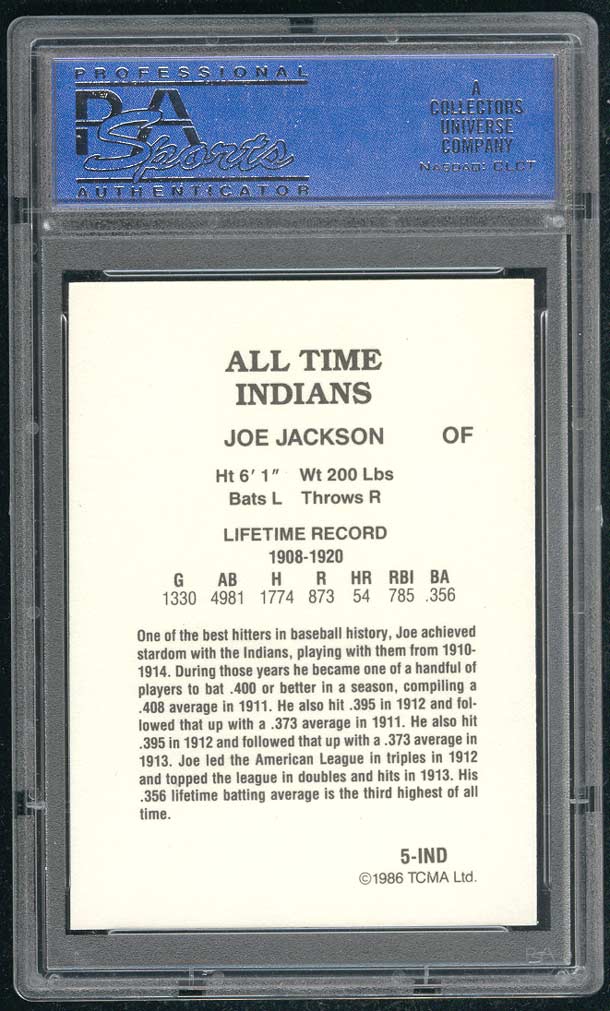 PROFESSIONAL
PSA
Sports
AUTHENTICATOR
A
COLLECTORS
UNIVERSE
COMPANY
NASDAQ: CLCT
ALL TIME
INDIANS
JOE JACKSON OF
Ht 6' 1" Wt 200 Lbs
Bats L Throws R
LIFETIME RECORD
1908-1920
G AB H R HR RBI BA
1330 4981 1774 873 54 785 .356
One of the best hitters in baseball history, Joe achieved
stardom with the Indians, playing with them from 1910-
1914. During those years he became one of a handful of
players to bat .400 or better in a season, compiling a
.408 average in 1911. He also hit .395 in 1912 and fol-
lowed that up with a .373 average in 1911. He also hit
.395 in 1912 and followed that up with a .373 average in
1913. Joe led the American League in triples in 1912
and topped the league in doubles and hits in 1913. His
.356 lifetime batting average is the third highest of all
time.
5-IND
©1986 TCMA Ltd.